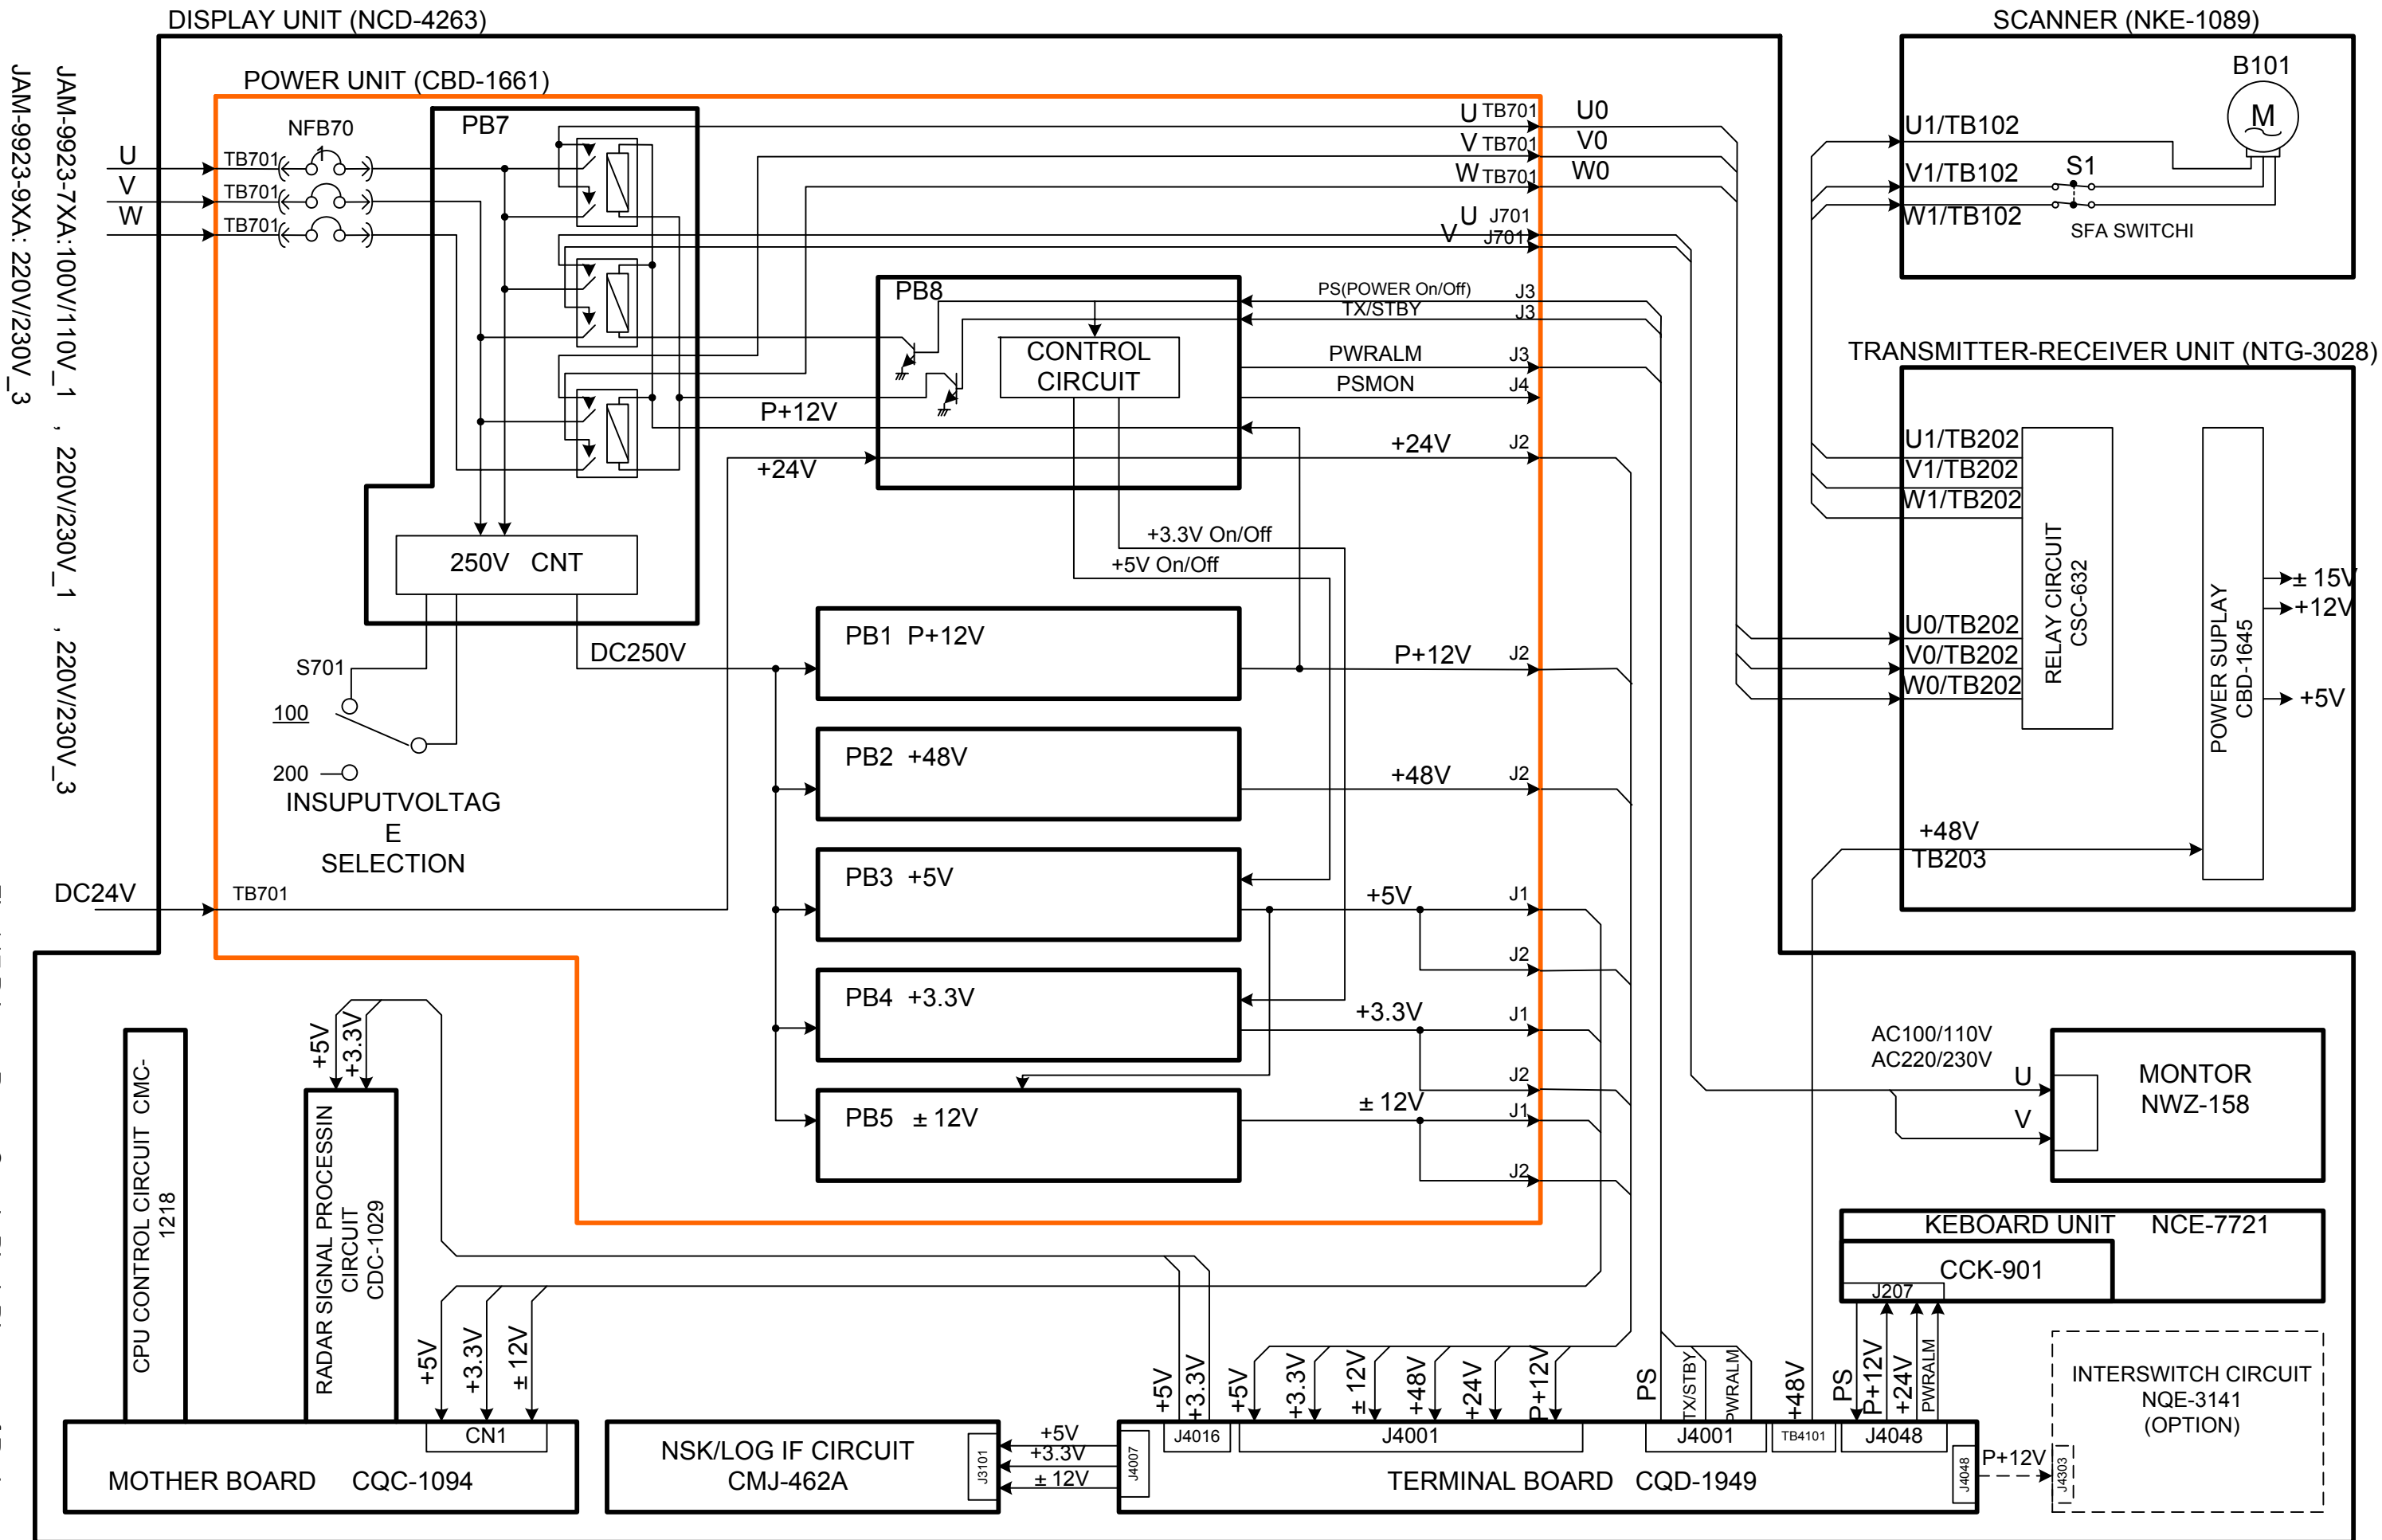 DISPLAY UNIT (NCD-4263)
SCANNER (NKE-1089)
JAM-9923-7XA:100V/110V_1 , 220V/230V_1 , 220V/230V_3
JAM-9923-9XA: 220V/230V_3
POWER UNIT (CBD-1661)
NFB70
1
PB7
U
V
W
TB701
TB701
TB701
U TB701 U0
V TB701 V0
W TB701 W0
U J701
V J701
B101
M
U1/TB102
V1/TB102
W1/TB102
S1
SFA SWITCHI
PB8
PS(POWER On/Off) J3
TX/STBY J3
CONTROL
CIRCUIT
PWRALM J3
PSMON J4
P+12V
+24V
+24V J2
TRANSMITTER-RECEIVER UNIT (NTG-3028)
U1/TB202
V1/TB202
W1/TB202
RELAY CIRCUIT
CSC-632
POWER SUPLAY
CBD-1645
± 15V
+12V
+5V
U0/TB202
V0/TB202
W0/TB202
+48V
TB203
250V CNT
+3.3V On/Off
+5V On/Off
S701
100
200
INSUPUTVOLTAG
E
SELECTION
DC250V
PB1 P+12V
P+12V J2
PB2 +48V
+48V J2
PB3 +5V
+5V J1
J2
PB4 +3.3V
+3.3V J1
J2
PB5 ± 12V
± 12V J1
J2
DC24V
TB701
AC100/110V
AC220/230V
U
V
MONTOR
NWZ-158
KEBOARD UNIT NCE-7721
CCK-901
J207
CPU CONTROL CIRCUIT CMC-
1218
+5V
+3.3V
RADAR SIGNAL PROCESSIN
CIRCUIT
CDC-1029
+5V
+3.3V
± 12V
CN1
MOTHER BOARD CQC-1094
NSK/LOG IF CIRCUIT
CMJ-462A
J3101
+5V
+3.3V
± 12V
J4007
+5V
+3.3V
J4016
+5V
+3.3V
± 12V
+48V
+24V
P+12V
J4001
PS
TX/STBY
PWRALM
J4001
+48V
TB4101
PS
P+12V
+24V
PWRALM
J4048
TERMINAL BOARD CQD-1949
J4048
P+12V
J4303
INTERSWITCH CIRCUIT
NQE-3141
(OPTION)